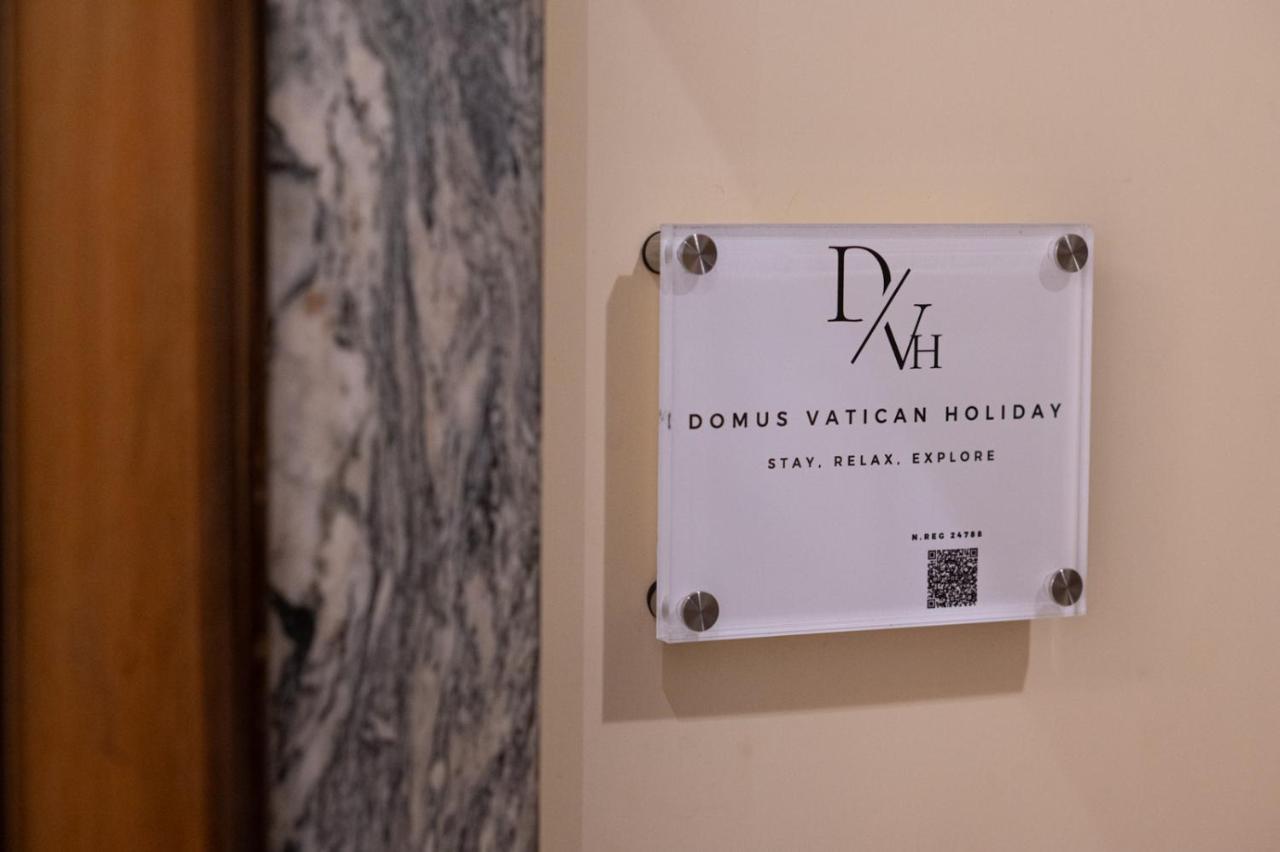 D/VH
DOMUS VATICAN HOLIDAY
STAY, RELAX, EXPLORE
N.REG 24788